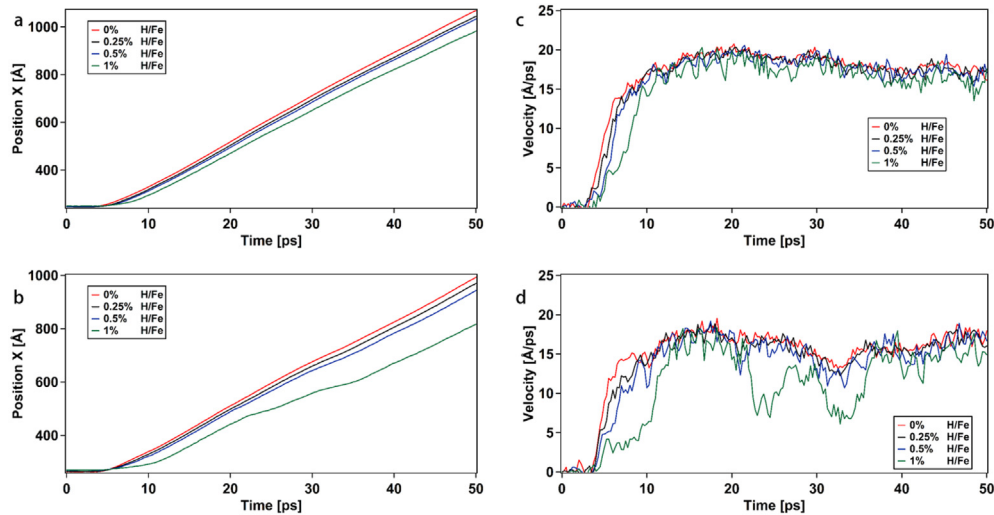 a
1000
800
600
400
Position X [Å]
0% H/Fe
0.25% H/Fe
0.5% H/Fe
1% H/Fe
0 10 20 30 40 50
Time [ps]
c
25
20
15
10
5
0
Velocity [Å/ps]
0% H/Fe
0.25% H/Fe
0.5% H/Fe
1% H/Fe
0 10 20 30 40 50
Time [ps]
b
1000
800
600
400
Position X [Å]
0% H/Fe
0.25% H/Fe
0.5% H/Fe
1% H/Fe
0 10 20 30 40 50
Time [ps]
d
25
20
15
10
5
0
Velocity [Å/ps]
0% H/Fe
0.25% H/Fe
0.5% H/Fe
1% H/Fe
0 10 20 30 40 50
Time [ps]